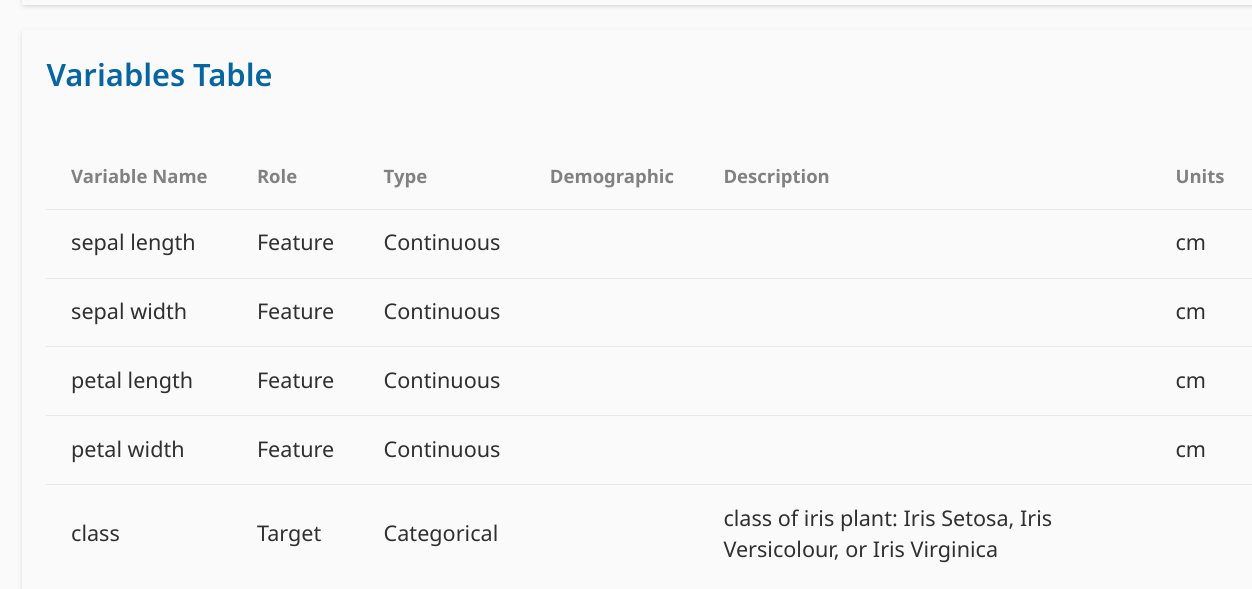 Variables Table
Variable Name Role Type Demographic Description Units
sepal length Feature Continuous cm
sepal width Feature Continuous cm
petal length Feature Continuous cm
petal width Feature Continuous cm
class Target Categorical class of iris plant: Iris Setosa, Iris
Versicolour, or Iris Virginica